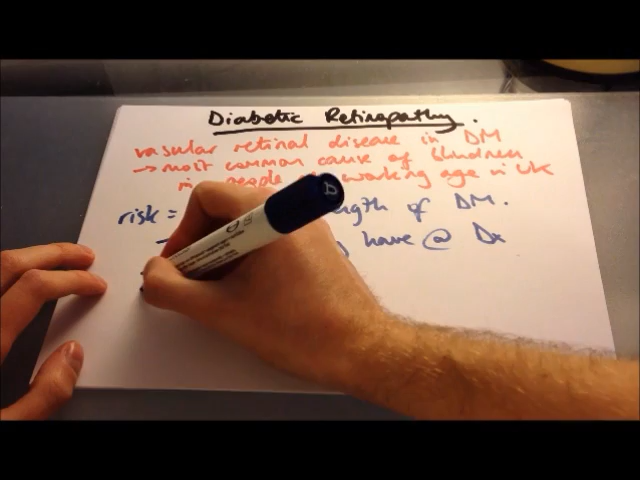 Diabetic Retinopathy.
vascular retinal disease in DM
→ most common cause of blindness
in people of working age in UK
risk = length of DM.
→ have @ Dx